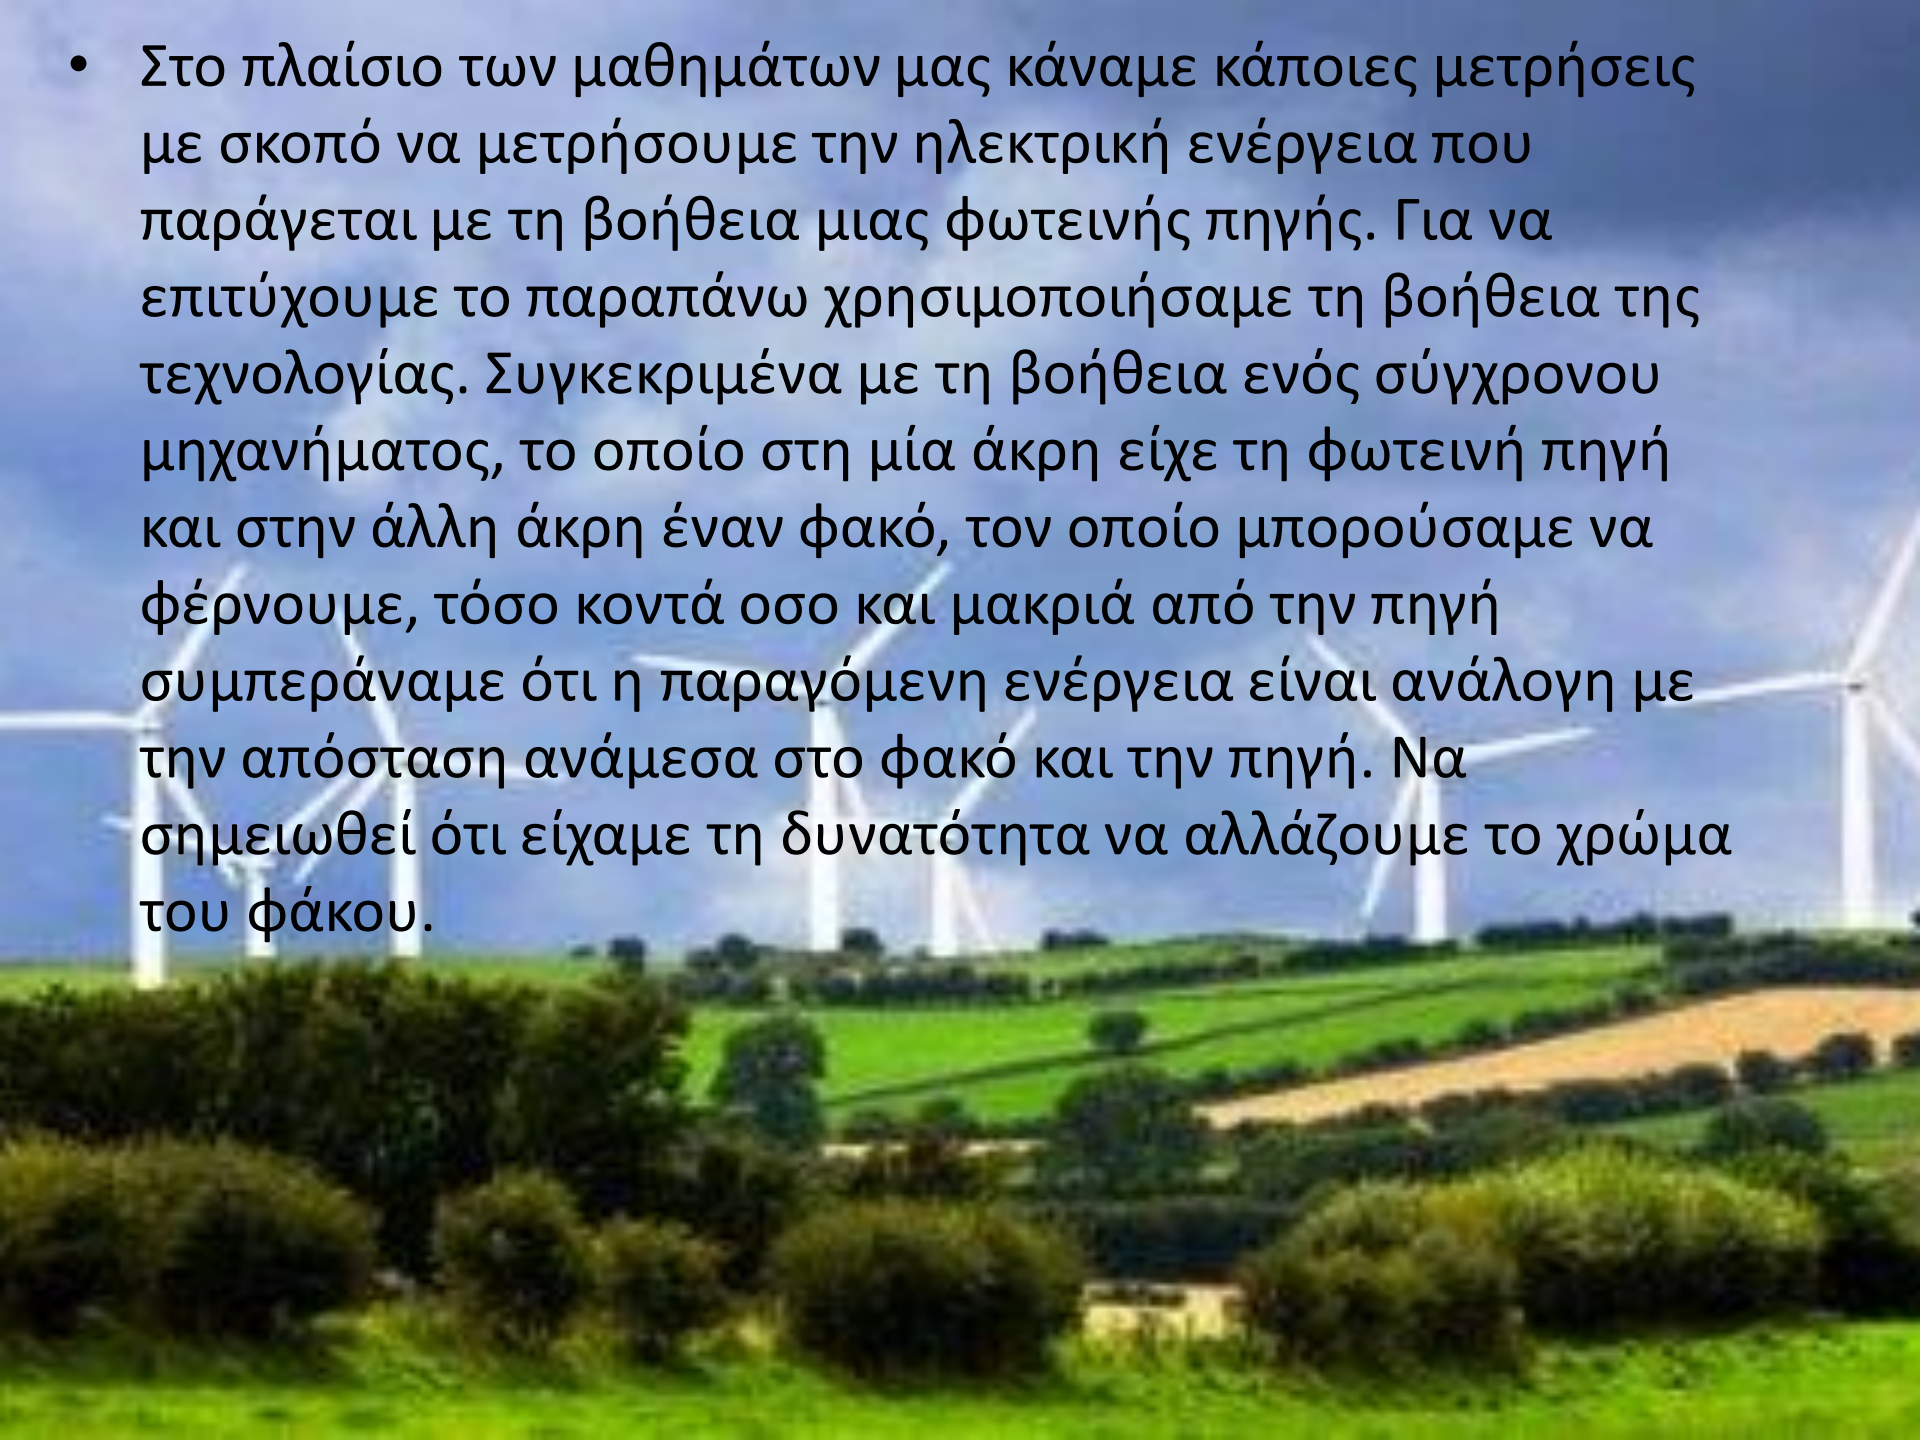 • Στο πλαίσιο των μαθημάτων μας κάναμε κάποιες μετρήσεις
με σκοπό να μετρήσουμε την ηλεκτρική ενέργεια που
παράγεται με τη βοήθεια μιας φωτεινής πηγής. Για να
επιτύχουμε το παραπάνω χρησιμοποιήσαμε τη βοήθεια της
τεχνολογίας. Συγκεκριμένα με τη βοήθεια ενός σύγχρονου
μηχανήματος, το οποίο στη μία άκρη είχε τη φωτεινή πηγή
και στην άλλη άκρη έναν φακό, τον οποίο μπορούσαμε να
φέρνουμε, τόσο κοντά οσο και μακριά από την πηγή
συμπεράναμε ότι η παραγόμενη ενέργεια είναι ανάλογη με
την απόσταση ανάμεσα στο φακό και την πηγή. Να
σημειωθεί ότι είχαμε τη δυνατότητα να αλλάζουμε το χρώμα
του φάκου.